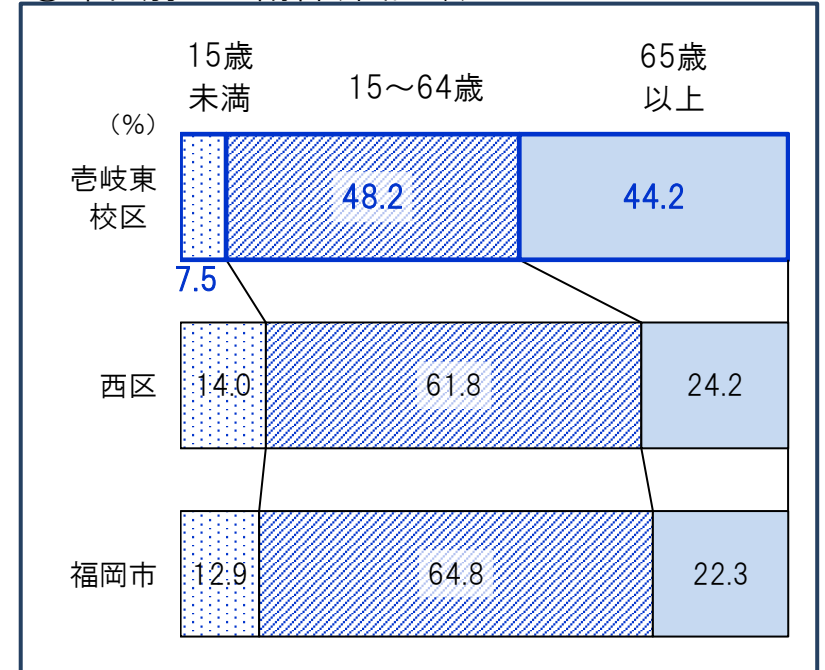 15歳
未満
15～64歳
65歳
以上
(%)
壱岐東
校区
7.5
48.2
44.2
西区
14.0
61.8
24.2
福岡市
12.9
64.8
22.3